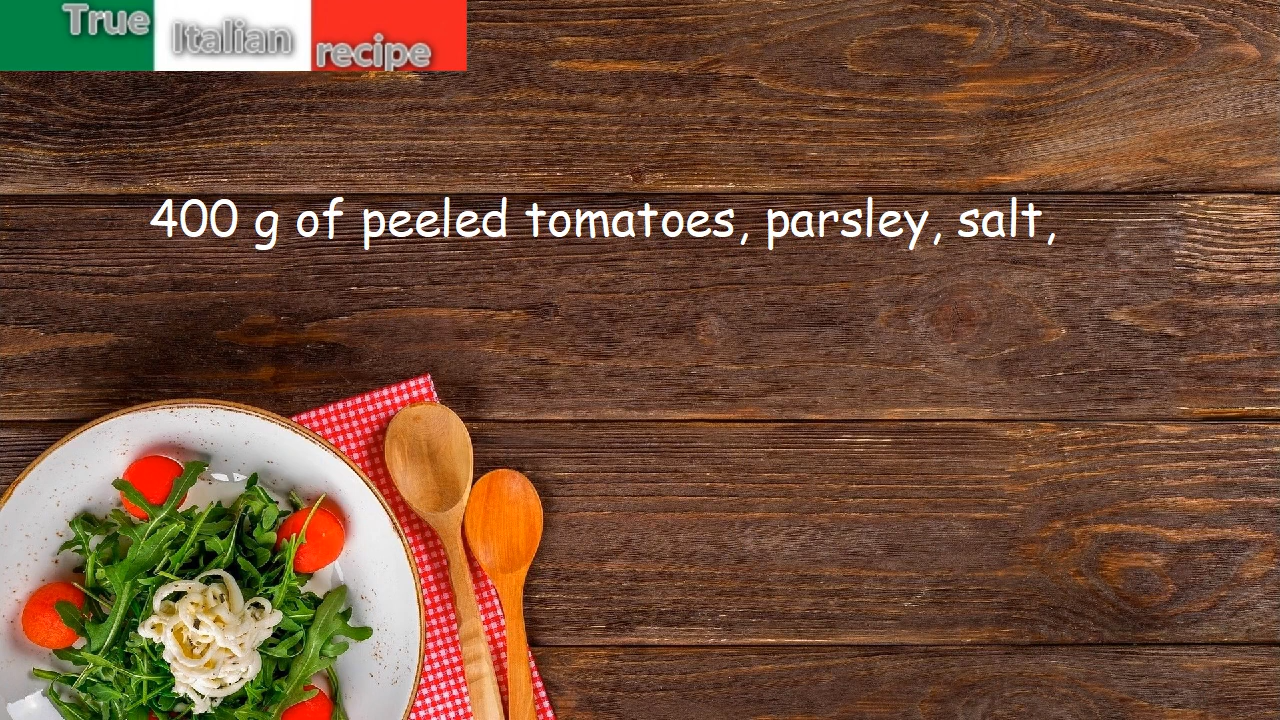 True Italian recipe
400 g of peeled tomatoes, parsley, salt,